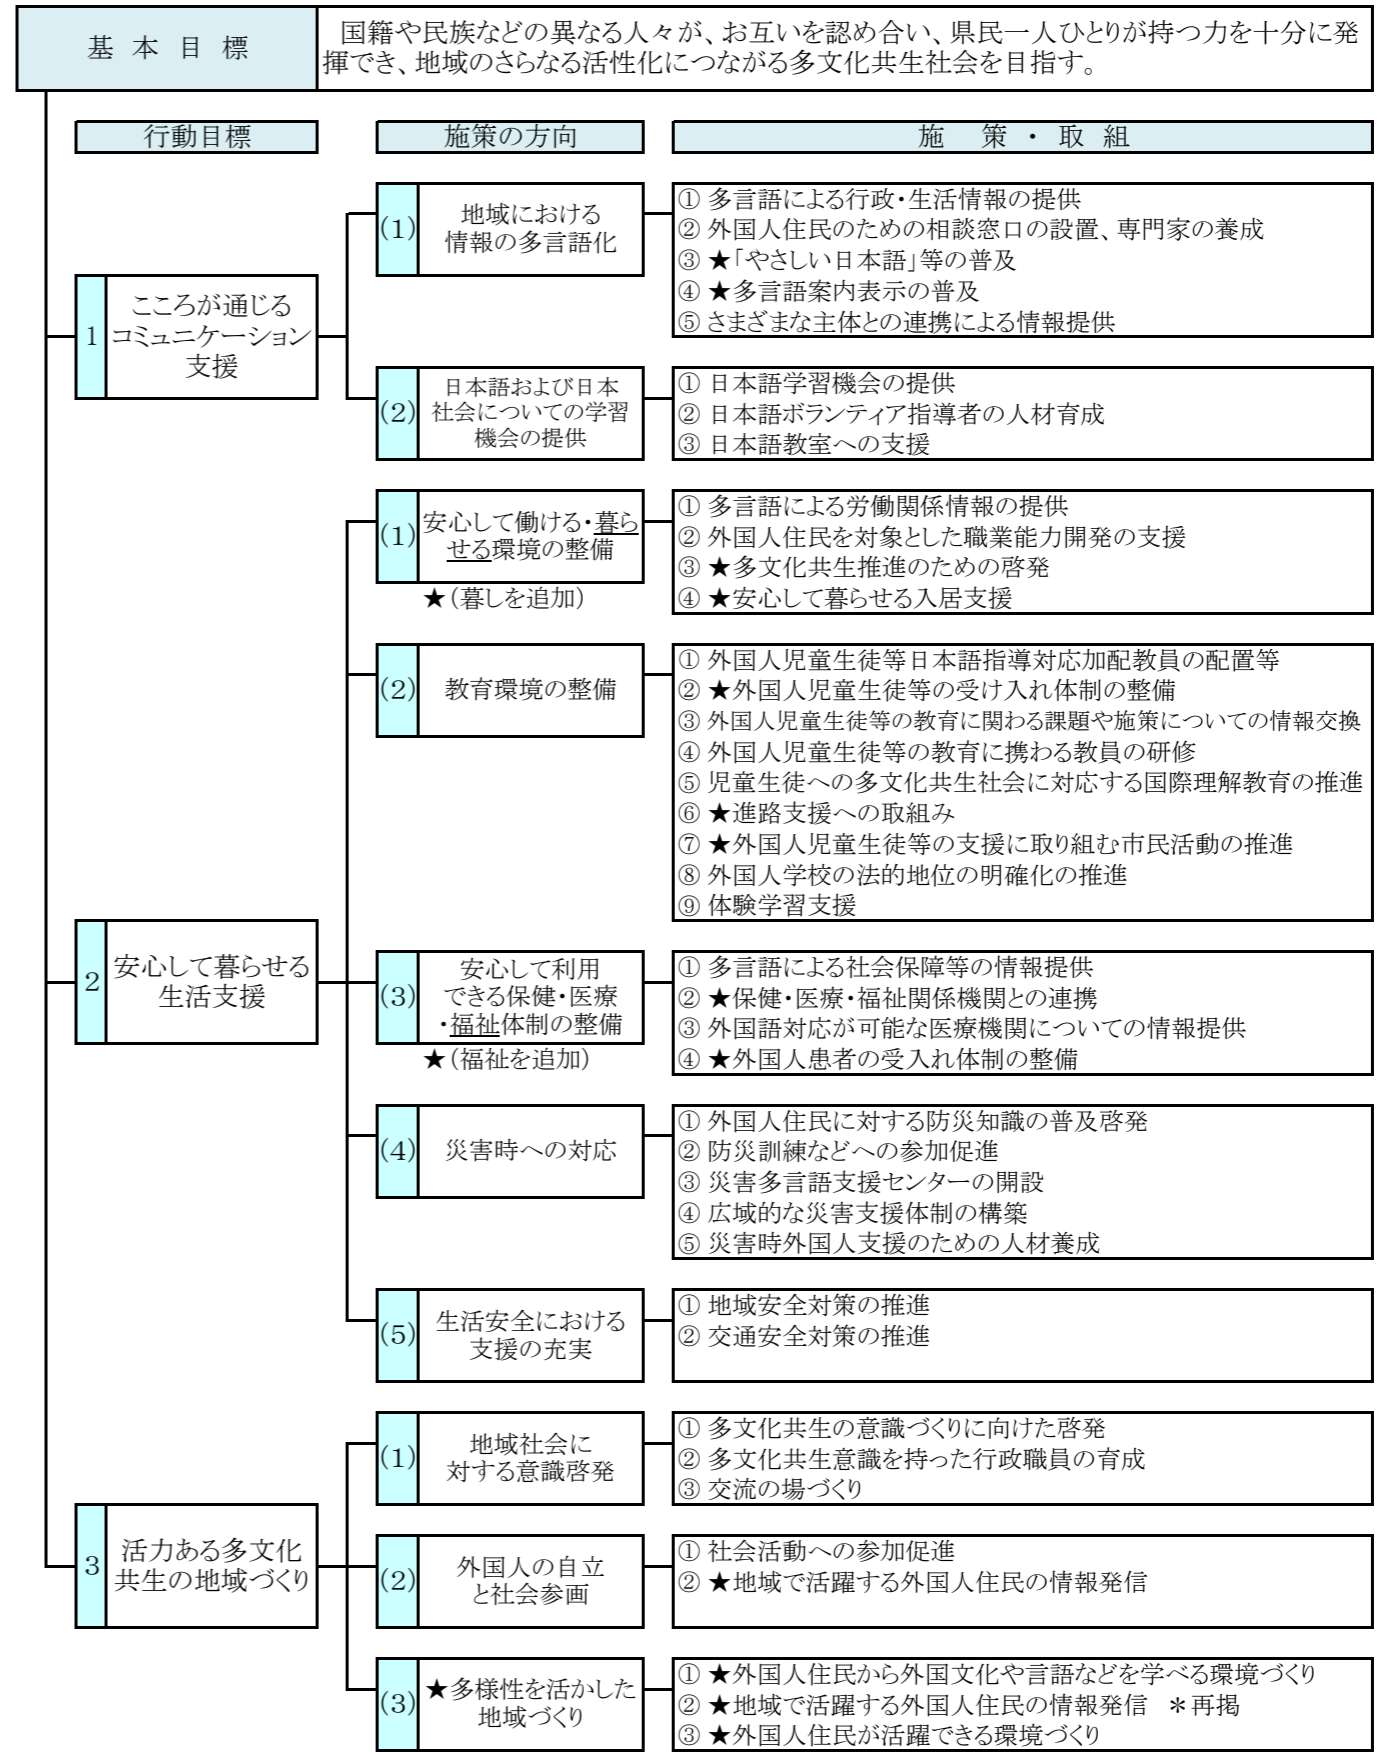 基 本 目 標
国籍や民族などの異なる人々が、お互いを認め合い、県民一人ひとりが持つ力を十分に発
揮でき、地域のさらなる活性化につながる多文化共生社会を目指す。
行動目標
施策の方向
施 策・取 組
1
こころが通じる
コミュニケーション
支援
(1)
地域における
情報の多言語化
① 多言語による行政・生活情報の提供
② 外国人住民のための相談窓口の設置、専門家の養成
③ ★「やさしい日本語」等の普及
④ ★多言語案内表示の普及
⑤ さまざまな主体との連携による情報提供
(2)
日本語および日本
社会についての学習
機会の提供
① 日本語学習機会の提供
② 日本語ボランティア指導者の人材育成
③ 日本語教室への支援
2
安心して暮らせる
生活支援
(1)
安心して働ける・暮ら
せる環境の整備
★(暮しを追加)
① 多言語による労働関係情報の提供
② 外国人住民を対象とした職業能力開発の支援
③ ★多文化共生推進のための啓発
④ ★安心して暮らせる入居支援
(2)
教育環境の整備
① 外国人児童生徒等日本語指導対応加配教員の配置等
② ★外国人児童生徒等の受け入れ体制の整備
③ 外国人児童生徒等の教育に関わる課題や施策についての情報交換
④ 外国人児童生徒等の教育に携わる教員の研修
⑤ 児童生徒への多文化共生社会に対応する国際理解教育の推進
⑥ ★進路支援への取組み
⑦ ★外国人児童生徒等の支援に取り組む市民活動の推進
⑧ 外国人学校の法的地位の明確化の推進
⑨ 体験学習支援
(3)
安心して利用
できる保健・医療
・福祉体制の整備
★(福祉を追加)
① 多言語による社会保障等の情報提供
② ★保健・医療・福祉関係機関との連携
③ 外国語対応が可能な医療機関についての情報提供
④ ★外国人患者の受入れ体制の整備
(4)
災害時への対応
① 外国人住民に対する防災知識の普及啓発
② 防災訓練などへの参加促進
③ 災害多言語支援センターの開設
④ 広域的な災害支援体制の構築
⑤ 災害時外国人支援のための人材養成
(5)
生活安全における
支援の充実
① 地域安全対策の推進
② 交通安全対策の推進
3
活力ある多文化
共生の地域づくり
(1)
地域社会に
対する意識啓発
① 多文化共生の意識づくりに向けた啓発
② 多文化共生意識を持った行政職員の育成
③ 交流の場づくり
(2)
外国人の自立
と社会参画
① 社会活動への参加促進
② ★地域で活躍する外国人住民の情報発信
(3)
★多様性を活かした
地域づくり
① ★外国人住民から外国文化や言語などを学べる環境づくり
② ★地域で活躍する外国人住民の情報発信 ＊再掲
③ ★外国人住民が活躍できる環境づくり